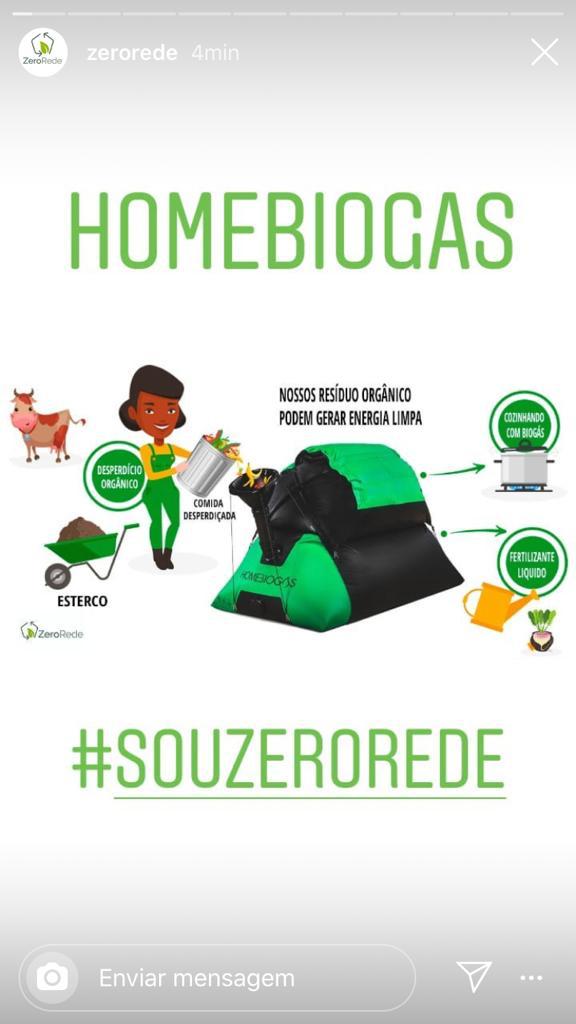 zerorede 4min
ZeroRede
HOMEBIOGAS
NOSSOS RESÍDUO ORGÂNICO
PODEM GERAR ENERGIA LIMPA
COZINHANDO
COM BIOGÁS
DESPERDÍCIO
ORGÂNICO
COMIDA
DESPERDIÇADA
HOMEBIOGAS
FERTILIZANTE
LIQUIDO
ESTERCO
ZeroRede
#SOUZEROREDE
Enviar mensagem